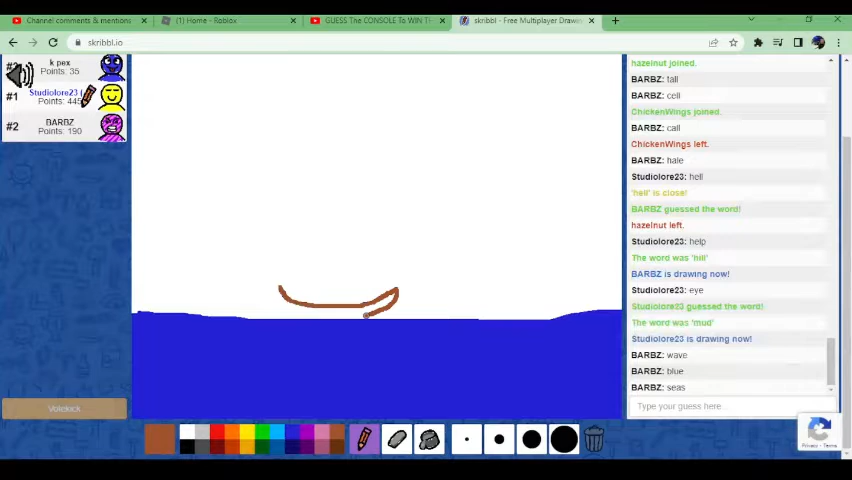 Channel comments & mentions
(1) Home - Roblox
GUESS The CONSOLE To WIN TH
skribbl - Free Multiplayer Drawin
skribbl.io
k pex
Points: 35
#1
Studiolore23 (
Points: 445
#2
BARBZ
Points: 190
Votekick
hazelnut joined.
BARBZ: tall
BARBZ: cell
ChickenWings joined.
BARBZ: call
ChickenWings left.
BARBZ: hale
Studiolore23: hell
'hell' is close!
BARBZ guessed the word!
hazelnut left.
Studiolore23: help
The word was 'hill'
BARBZ is drawing now!
Studiolore23: eye
Studiolore23 guessed the word!
The word was 'mud'
Studiolore23 is drawing now!
BARBZ: wave
BARBZ: blue
BARBZ: seas
Type your guess here
Privacy - Terms